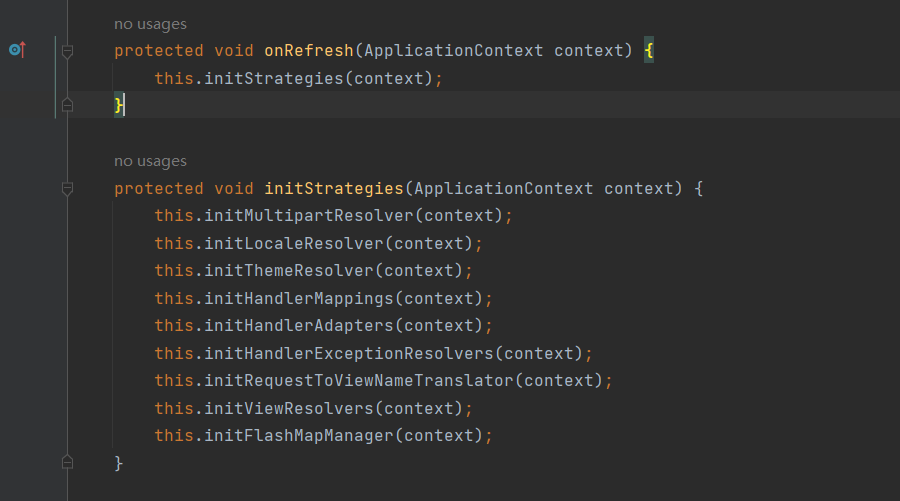 no usages
protected void onRefresh(ApplicationContext context) {
    this.initStrategies(context);
}
no usages
protected void initStrategies(ApplicationContext context) {
    this.initMultipartResolver(context);
    this.initLocaleResolver(context);
    this.initThemeResolver(context);
    this.initHandlerMappings(context);
    this.initHandlerAdapters(context);
    this.initHandlerExceptionResolvers(context);
    this.initRequestToViewNameTranslator(context);
    this.initViewResolvers(context);
    this.initFlashMapManager(context);
}